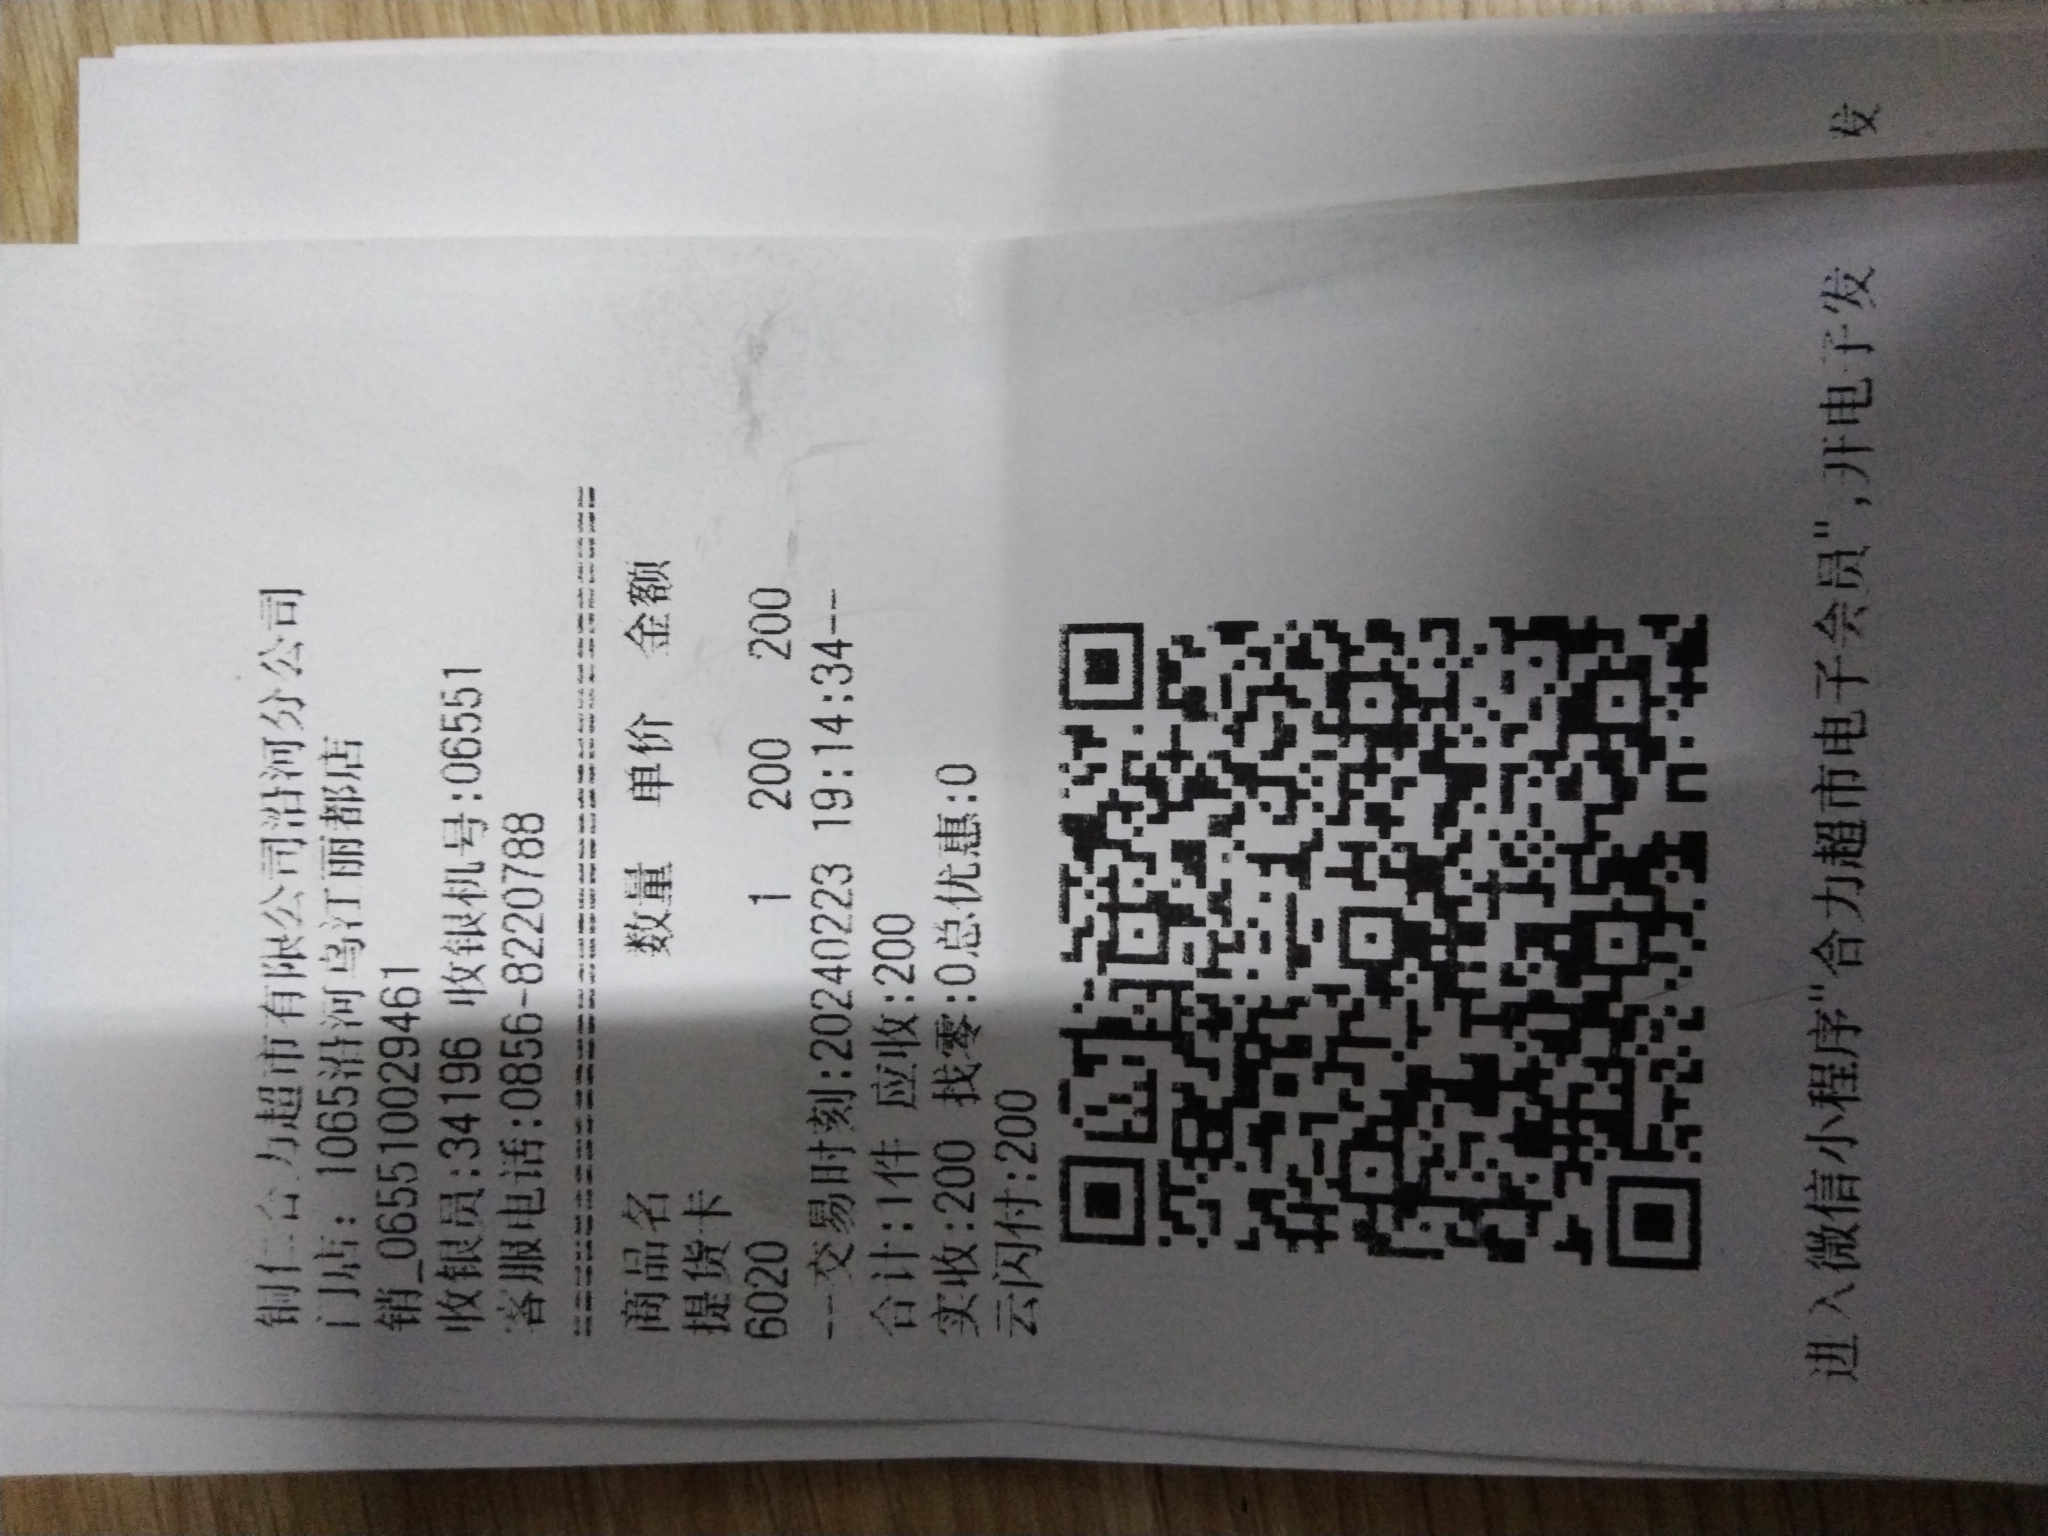 铜仁合力超市有限公司沿河分公司
门店: 1065沿河乌江丽都店
销_065510029461
收银员:34196 收银机号:06551
客服电话:0856-8220788
商品名 数量 单价 金额
提货卡
6020 1 200 200
--交易时刻:20240223 19:14:34--
合计:1件 应收:200
实收:200 找零:0总优惠:0
云闪付:200
进入微信小程序"合力超市电子会员",开电子发
发